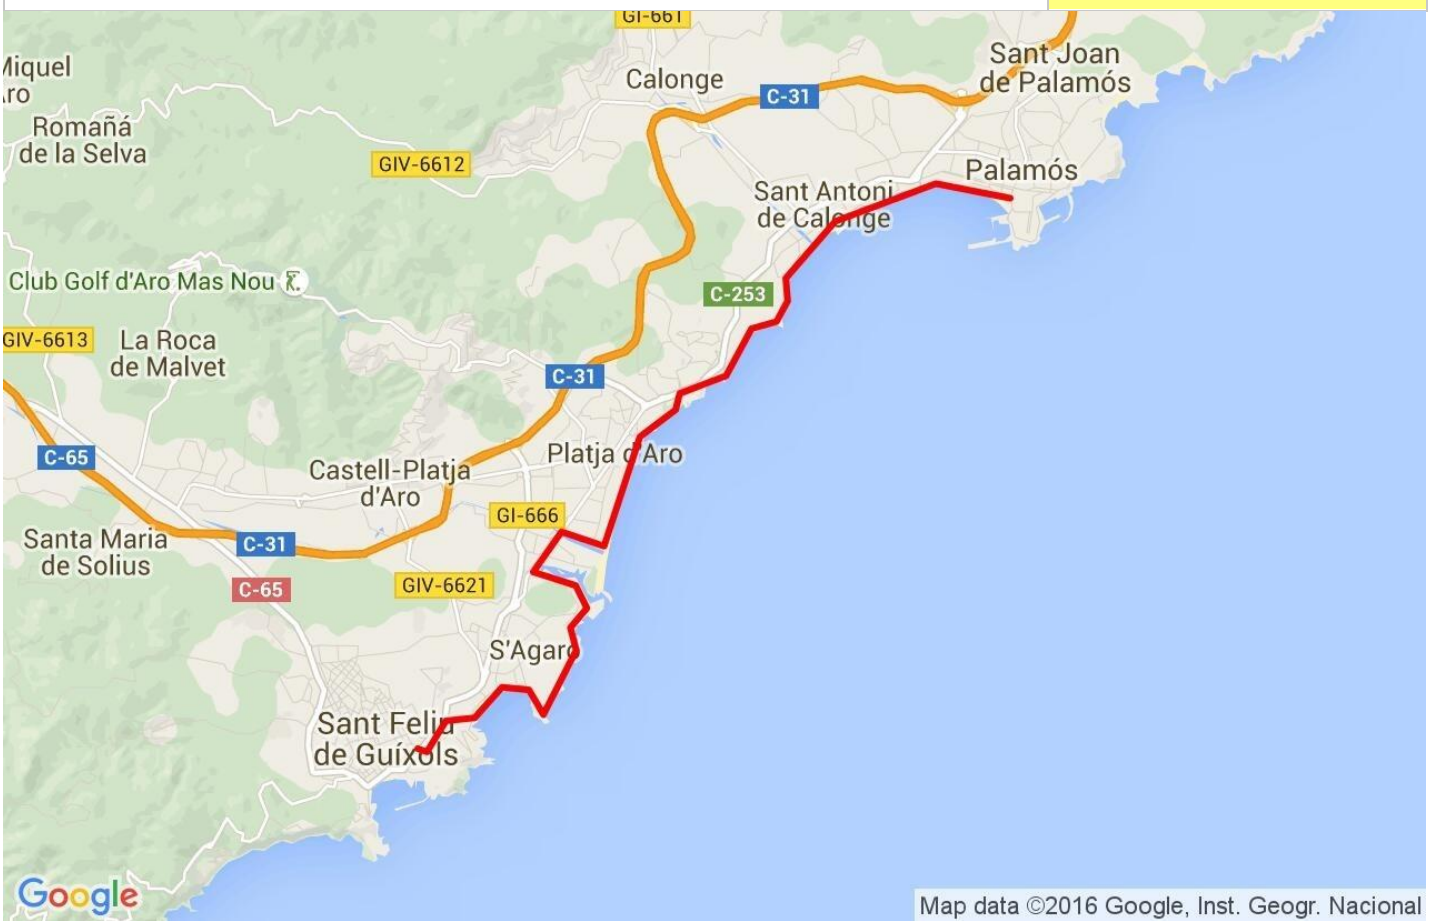 GI-661
Sant Joan
de Palamós
Miquel
Aro
Calonge
C-31
Romañá
de la Selva
GIV-6612
Palamós
Sant Antoni
de Calonge
Club Golf d'Aro Mas Nou
C-253
GIV-6613
La Roca
de Malvet
C-31
C-65
Platja d'Aro
Castell-Platja
d'Aro
GI-666
Santa Maria
de Solius
C-31
C-65
GIV-6621
S'Agaró
Sant Feliu
de Guíxols
Google
Map data ©2016 Google, Inst. Geogr. Nacional